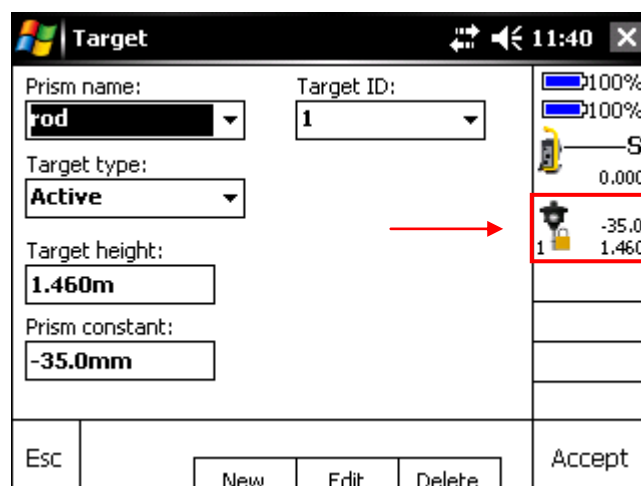 Target 11:40
Prism name:
rod
Target ID:
1
100%
100%
Target type:
Active
S
0.000
-35.0
1 1.460
Target height:
1.460m
Prism constant:
-35.0mm
Esc
New Edit Delete
Accept